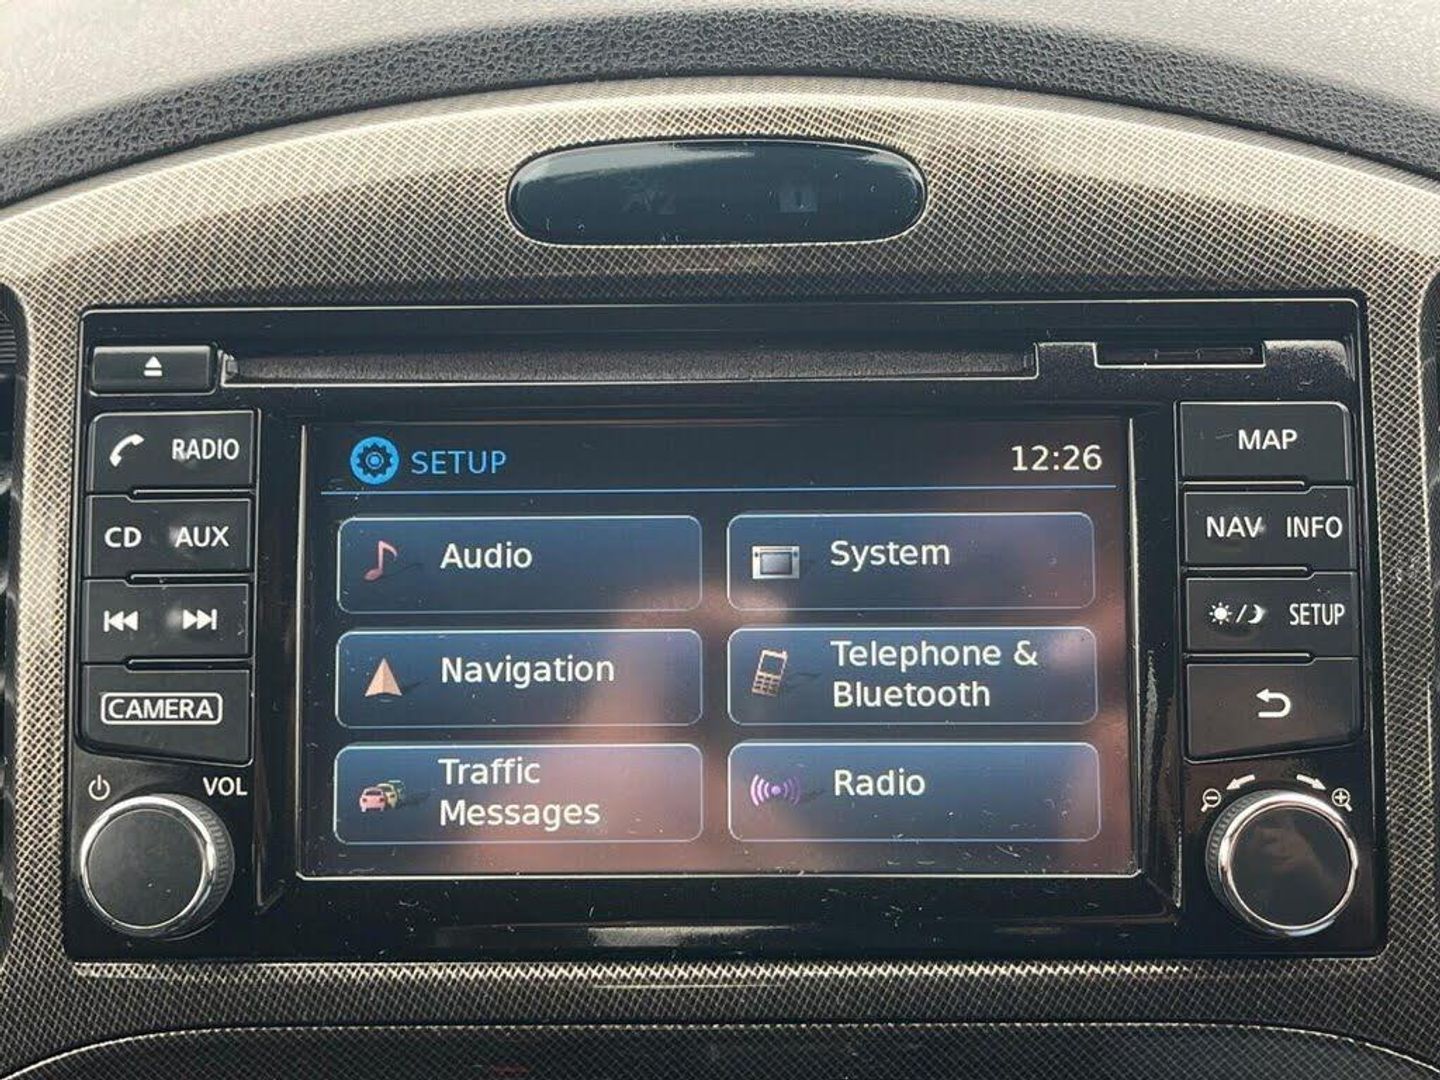 RADIO
CD AUX
CAMERA
VOL
SETUP 12:26
Audio
System
Navigation
Telephone &
Bluetooth
Traffic
Messages
Radio
MAP
NAV INFO
SETUP